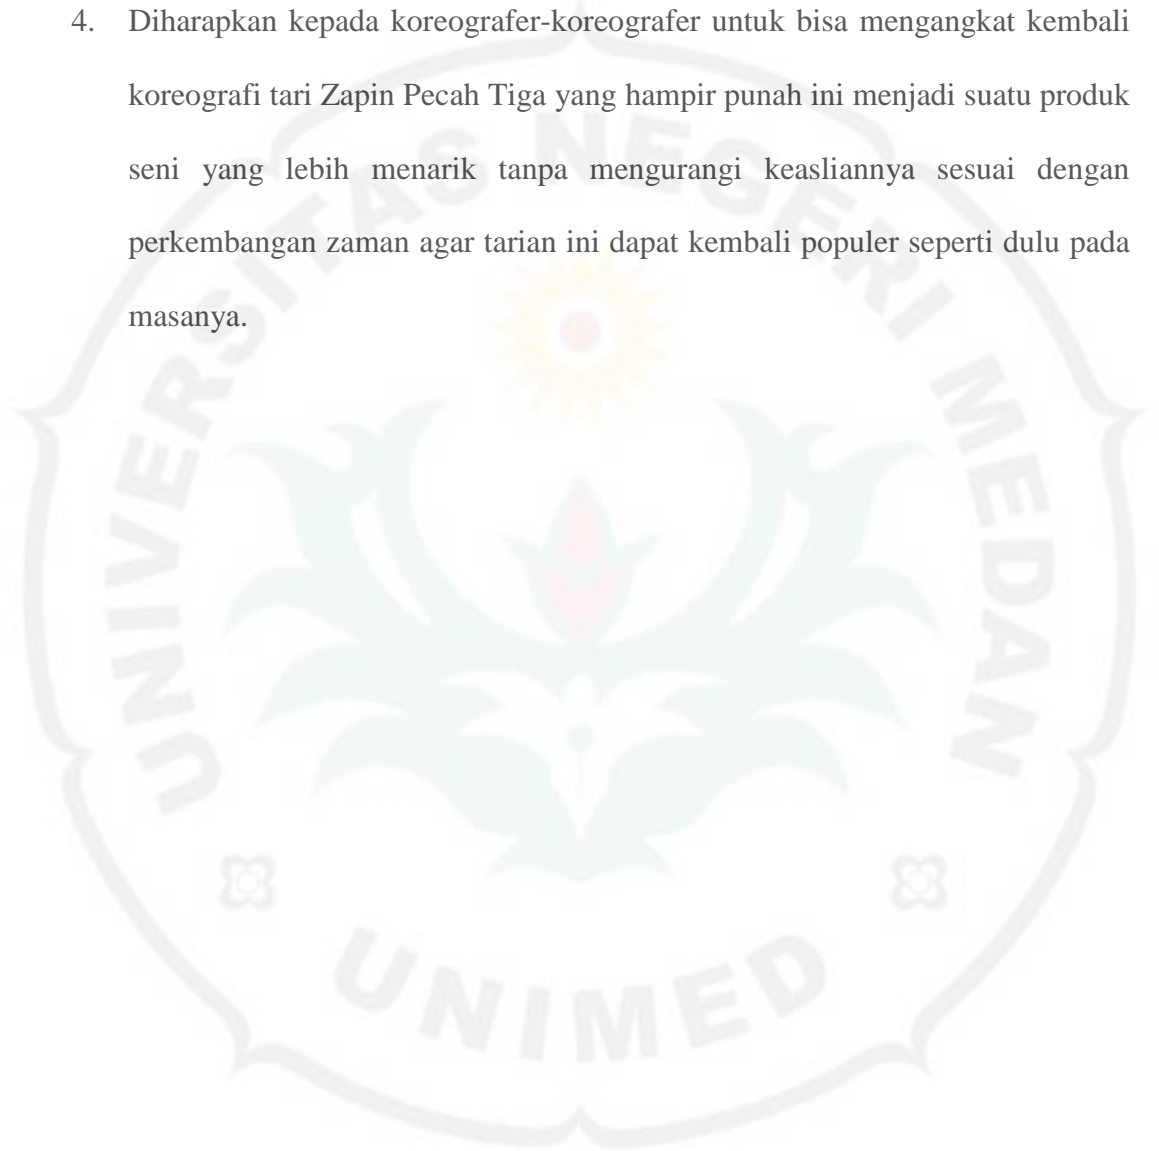 4. Diharapkan kepada koreografer-koreografer untuk bisa mengangkat kembali
koreografi tari Zapin Pecah Tiga yang hampir punah ini menjadi suatu produk
seni yang lebih menarik tanpa mengurangi keasliannya sesuai dengan
perkembangan zaman agar tarian ini dapat kembali populer seperti dulu pada
masanya.
UNIVERSITAS NEGERI MEDAN
UNIMED